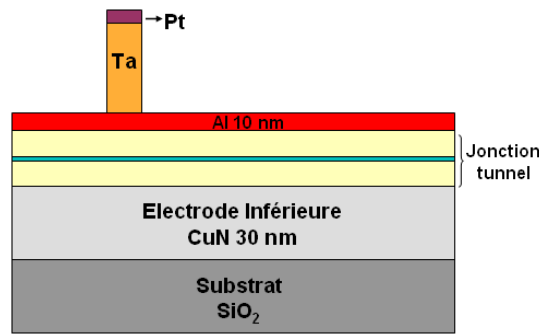 Pt
Ta
Al 10 nm
Jonction
tunnel
Electrode Inférieure
CuN 30 nm
Substrat
SiO₂